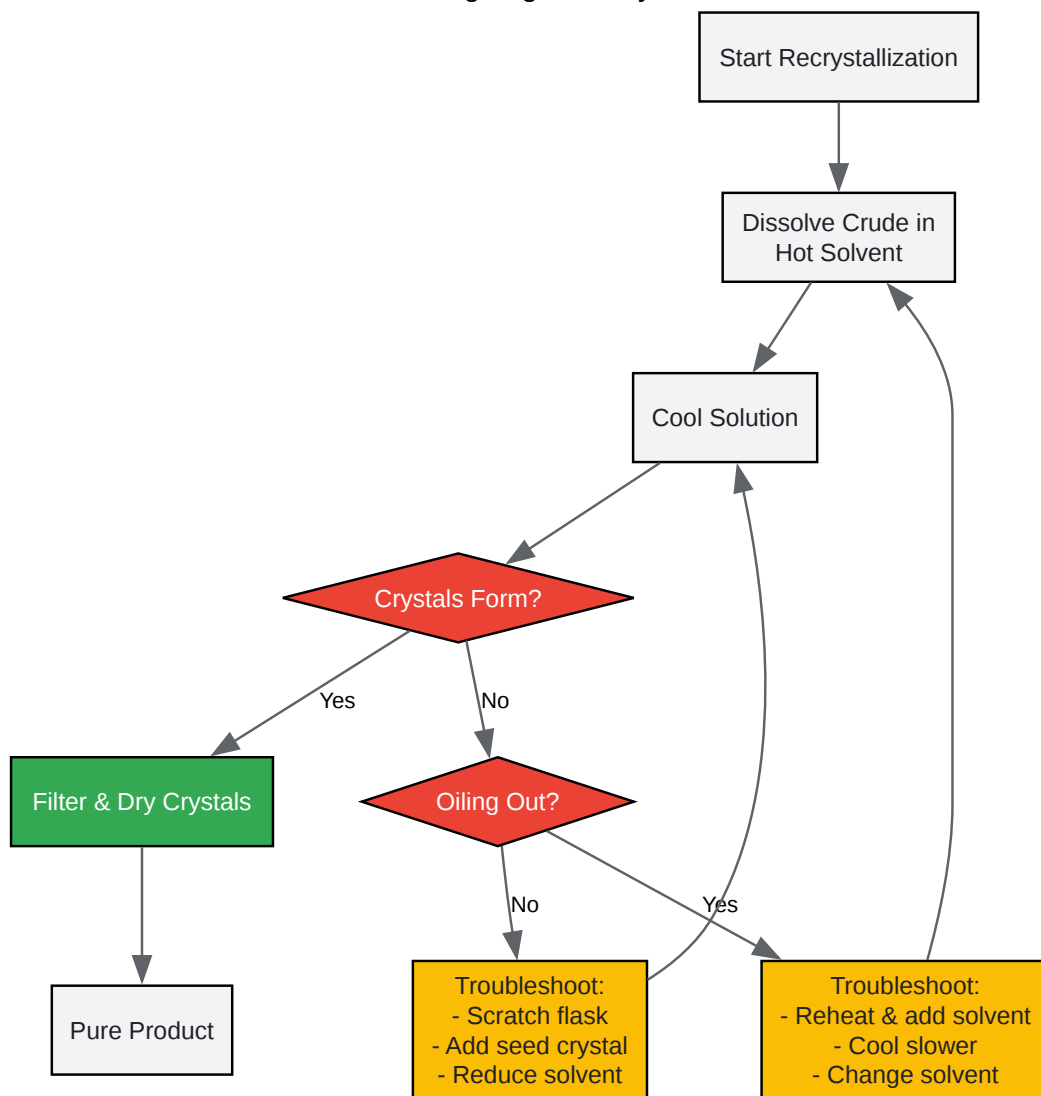 Start Recrystallization
Dissolve Crude in
Hot Solvent
Cool Solution
Crystals Form?
Yes
No
Filter & Dry Crystals
Oiling Out?
No
Yes
Pure Product
Troubleshoot:
- Scratch flask
- Add seed crystal
- Reduce solvent
Troubleshoot:
- Reheat & add solvent
- Cool slower
- Change solvent